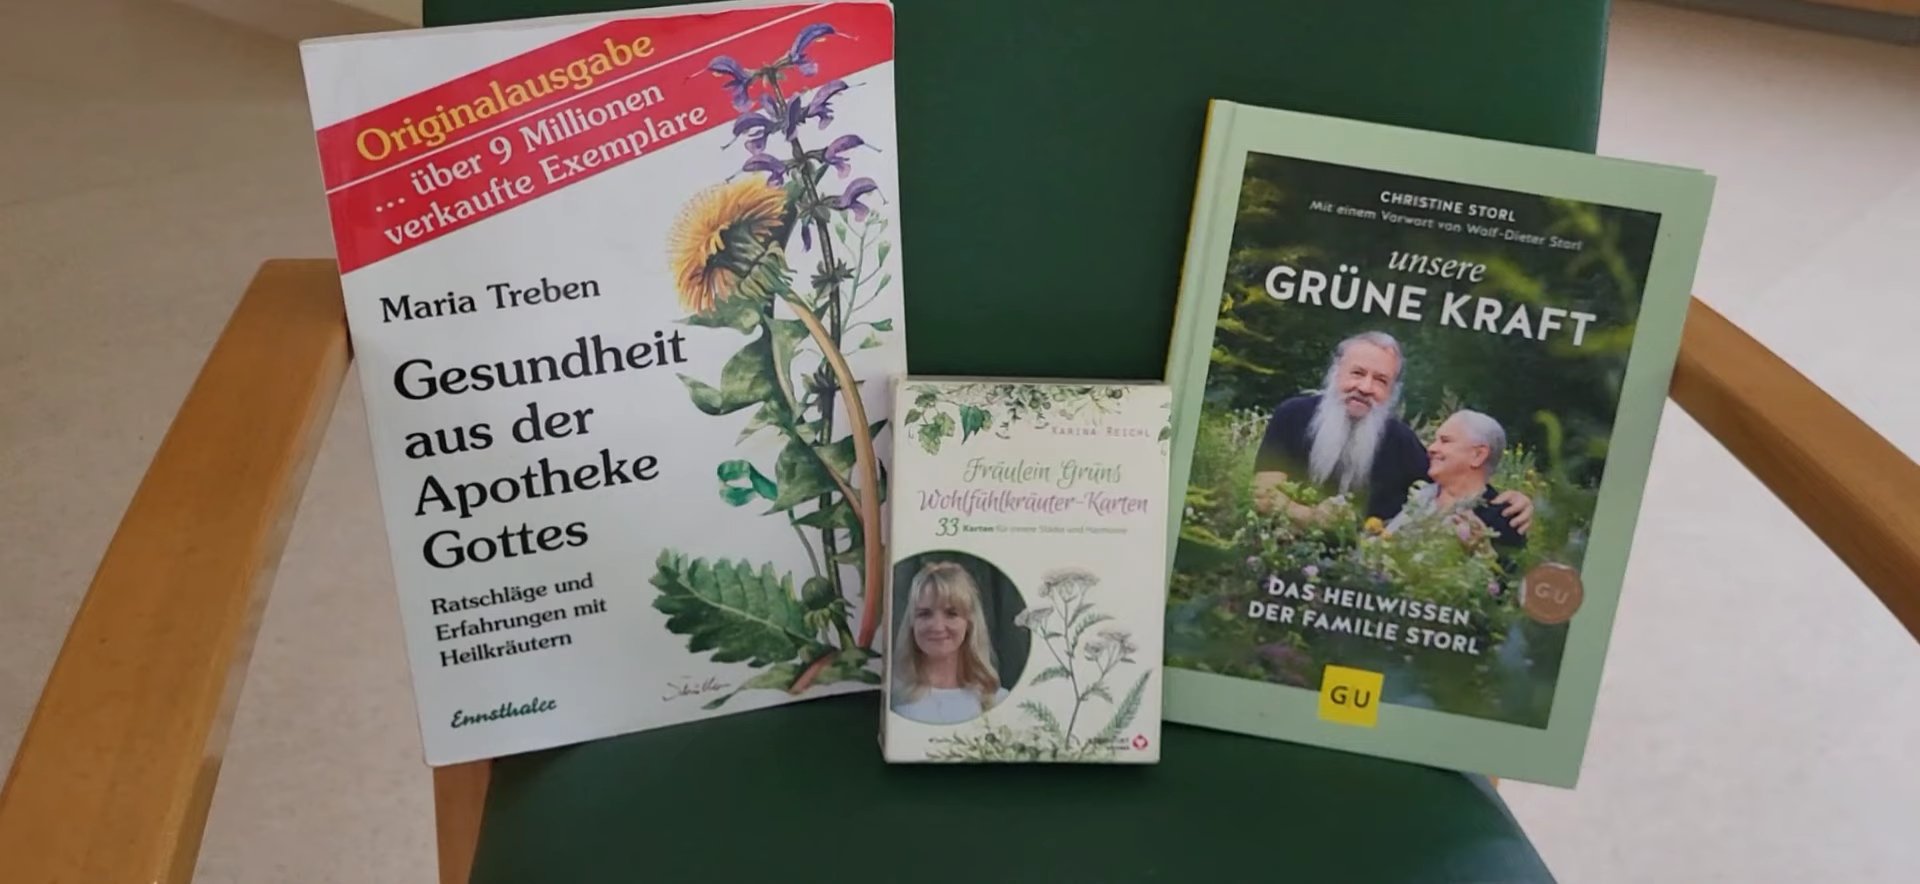 Originalausgabe
... über 9 Millionen
verkaufte Exemplare
Maria Treben
Gesundheit
aus der
Apotheke
Gottes
Ratschläge und
Erfahrungen mit
Heilkräutern
Ennsthaler
KARINA REICHL
Fräulein Grüns
Wohlfühlkräuter-Karten
33 Karten für innere Stärke und Harmonie
CHRISTINE STORL
Mit einem Vorwort von Wolf-Dieter Storl
unsere
GRÜNE KRAFT
DAS HEILWISSEN
DER FAMILIE STORL
GU
GU